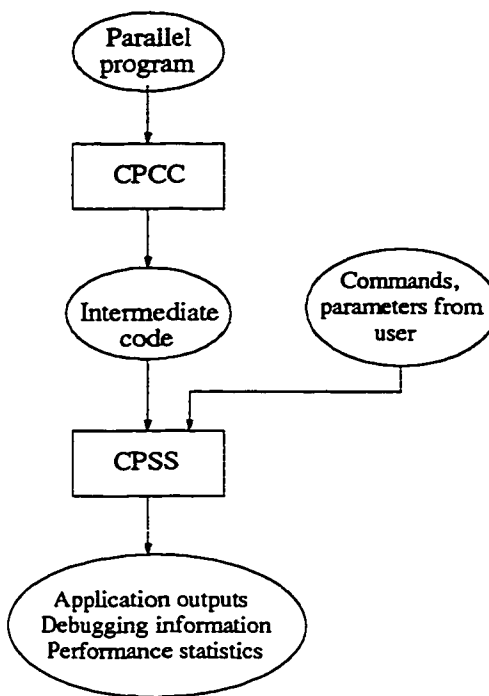 Parallel
program
CPCC
Intermediate
code
Commands,
parameters from
user
CPSS
Application outputs
Debugging information
Performance statistics